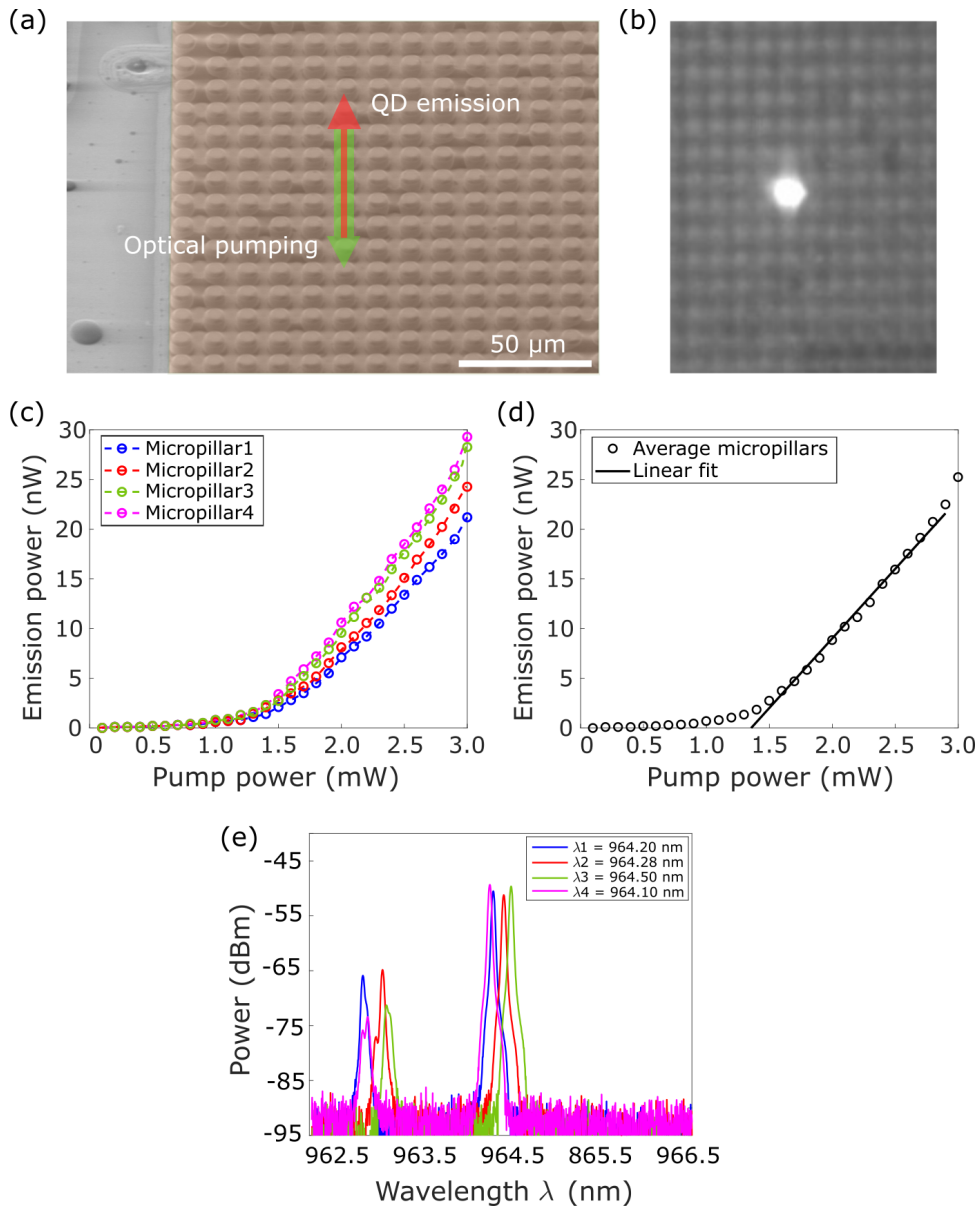 (a)
QD emission
Optical pumping
50 μm
(b)
(c)
30
25
20
15
10
5
0
Emission power (nW)
Micropillar1
Micropillar2
Micropillar3
Micropillar4
0 0.5 1.0 1.5 2.0 2.5 3.0
Pump power (mW)
(d)
30
25
20
15
10
5
0
Emission power (nW)
Average micropillars
Linear fit
0 0.5 1.0 1.5 2.0 2.5 3.0
Pump power (mW)
(e)
-45
-55
-65
-75
-85
-95
Power (dBm)
λ1 = 964.20 nm
λ2 = 964.28 nm
λ3 = 964.50 nm
λ4 = 964.10 nm
962.5 963.5 964.5 865.5 966.5
Wavelength λ (nm)